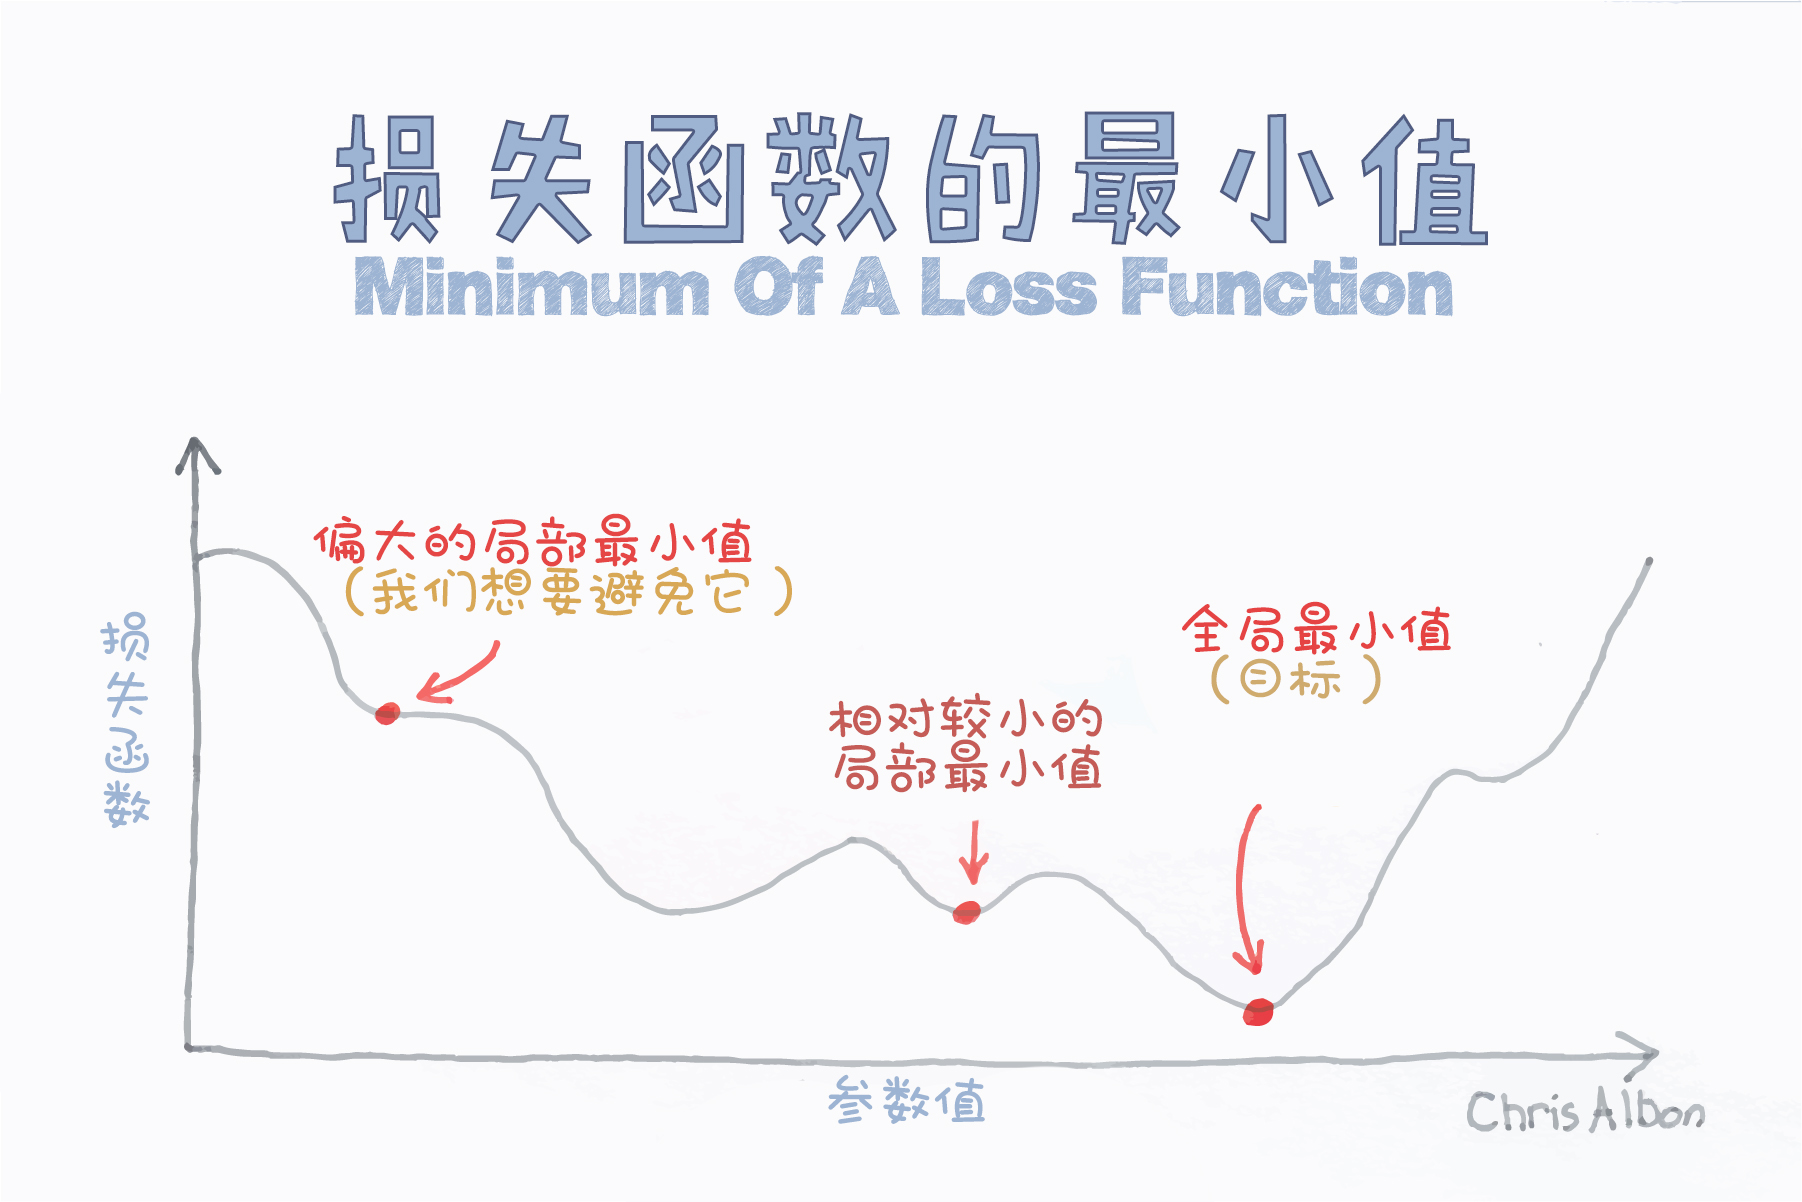 损失函数的最小值
Minimum Of A Loss Function
偏大的局部最小值
（我们想要避免它）
全局最小值
（目标）
相对较小的
局部最小值
损失函数
参数值
Chris Albon